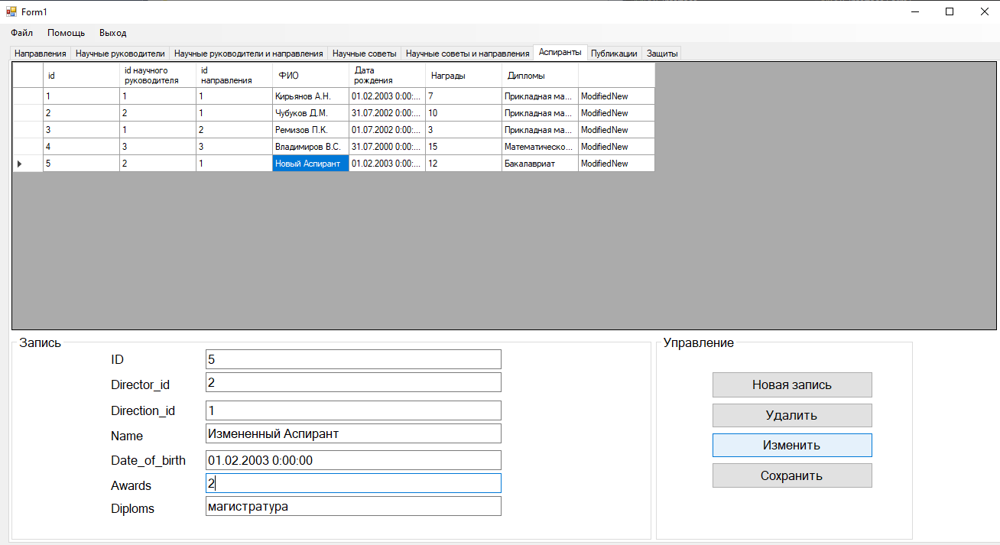 Form1
Файл Помощь Выход
Направления Научные руководители Научные руководители и направления Научные советы Научные советы и направления Аспиранты Публикации Защиты
id id научного руководителя id направления ФИО Дата рождения Награды Дипломы
1 1 1 Кирьянов А.Н. 01.02.2003 0:00:... 7 Прикладная ма... ModifiedNew
2 2 1 Чубуков Д.М. 31.07.2002 0:00:... 10 Прикладная ма... ModifiedNew
3 1 2 Ремизов П.К. 01.07.2002 0:00:... 3 Прикладная ма... ModifiedNew
4 3 3 Владимиров В.С. 31.07.2000 0:00:... 15 Математическо... ModifiedNew
5 2 1 Новый Аспирант 01.02.2003 0:00:... 12 Бакалавриат ModifiedNew
Запись
ID 5
Director_id 2
Direction_id 1
Name Измененный Аспирант
Date_of_birth 01.02.2003 0:00:00
Awards 2
Diploms магистратура
Управление
Новая запись
Удалить
Изменить
Сохранить